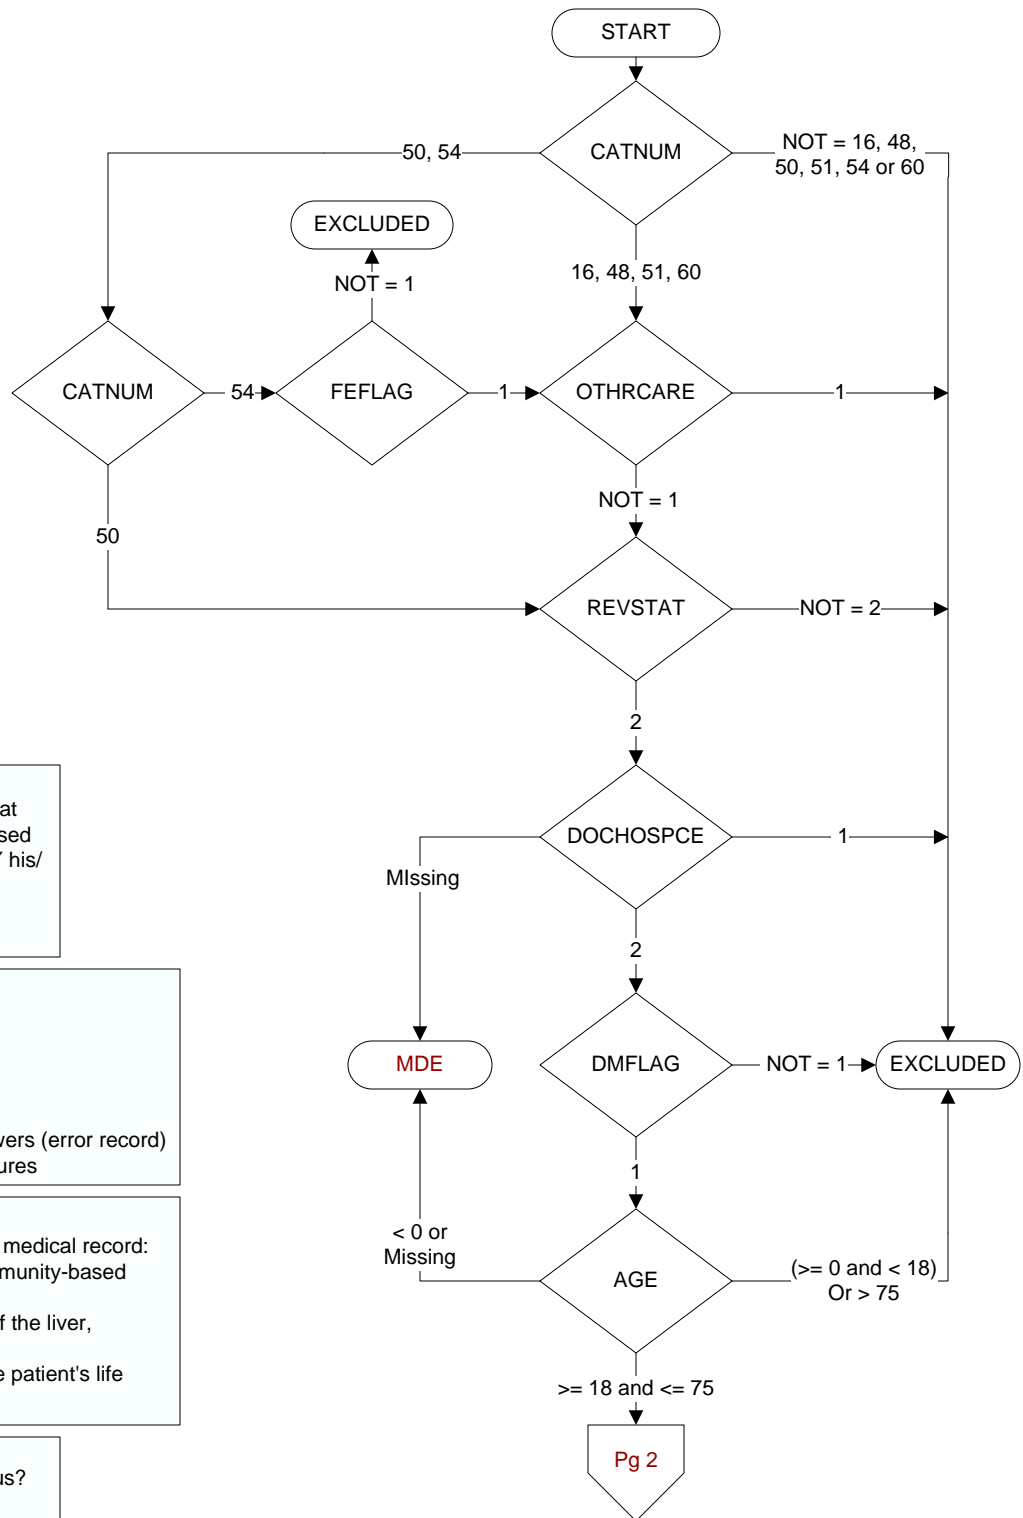 START
CATNUM
50, 54
NOT = 16, 48,
50, 51, 54 or 60
EXCLUDED
NOT = 1
16, 48, 51, 60
CATNUM
54
FEFLAG
1
OTHRCARE
1
NOT = 1
50
REVSTAT
NOT = 2
2
at
sed
his/
DOCHOSPCE
1
MIssing
2
MDE
DMFLAG
NOT = 1
EXCLUDED
wers (error record)
ures
1
medical record:
munity-based
f the liver,
e patient's life
< 0 or
Missing
AGE
(>= 0 and < 18)
Or > 75
>= 18 and <= 75
Pg 2
us?